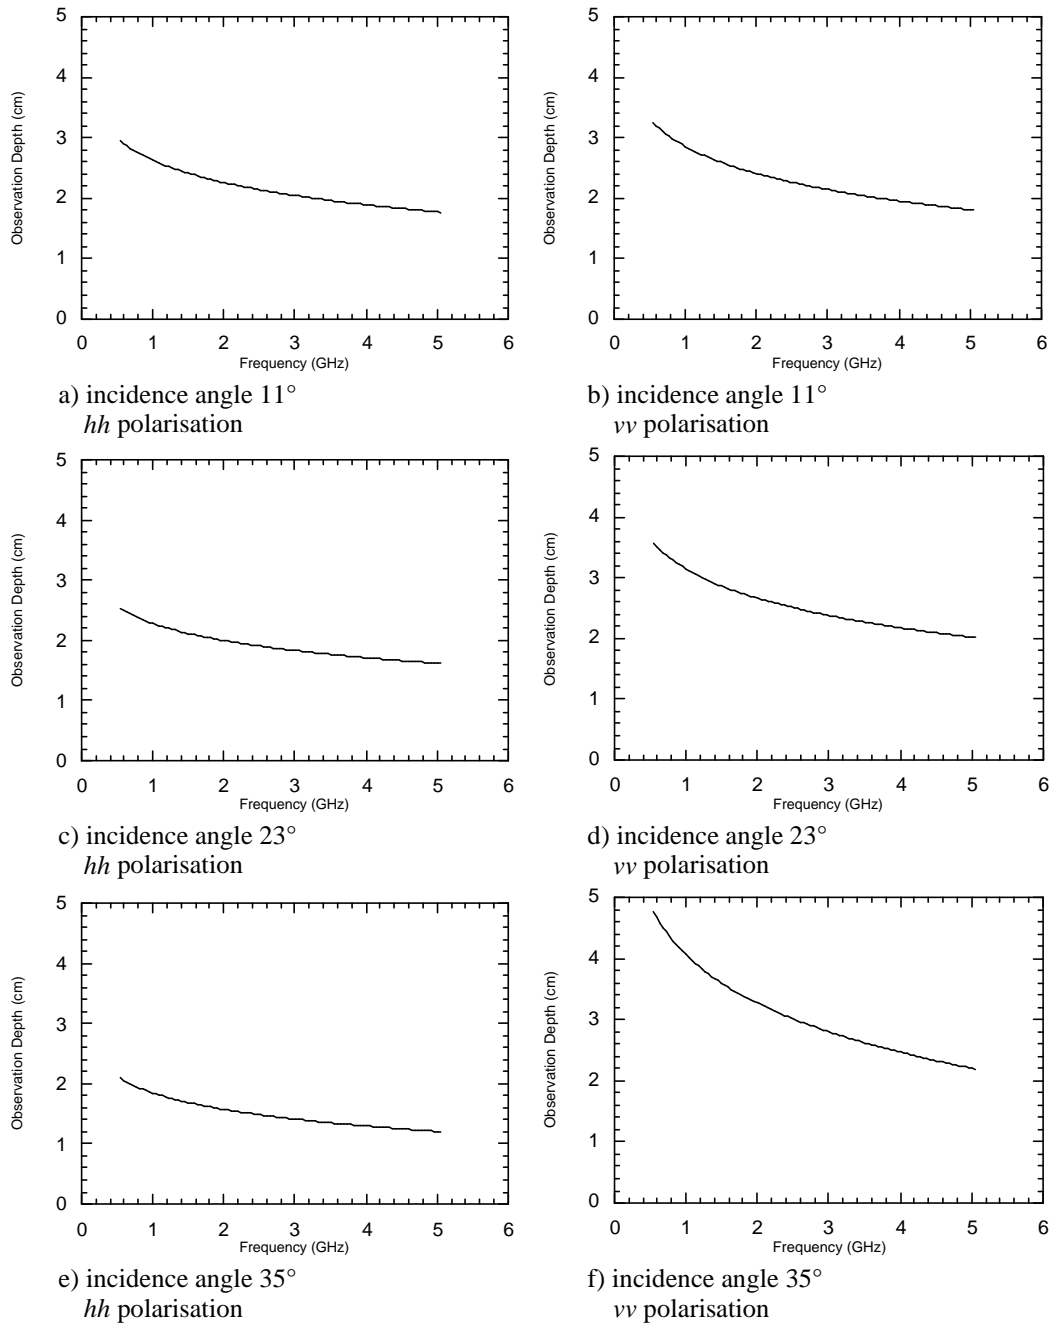 5
4
3
2
1
0
Observation Depth (cm)
0 1 2 3 4 5 6
Frequency (GHz)
a) incidence angle 11°
hh polarisation
5
4
3
2
1
0
Observation Depth (cm)
0 1 2 3 4 5 6
Frequency (GHz)
b) incidence angle 11°
vv polarisation
5
4
3
2
1
0
Observation Depth (cm)
0 1 2 3 4 5 6
Frequency (GHz)
c) incidence angle 23°
hh polarisation
5
4
3
2
1
0
Observation Depth (cm)
0 1 2 3 4 5 6
Frequency (GHz)
d) incidence angle 23°
vv polarisation
5
4
3
2
1
0
Observation Depth (cm)
0 1 2 3 4 5 6
Frequency (GHz)
e) incidence angle 35°
hh polarisation
5
4
3
2
1
0
Observation Depth (cm)
0 1 2 3 4 5 6
Frequency (GHz)
f) incidence angle 35°
vv polarisation